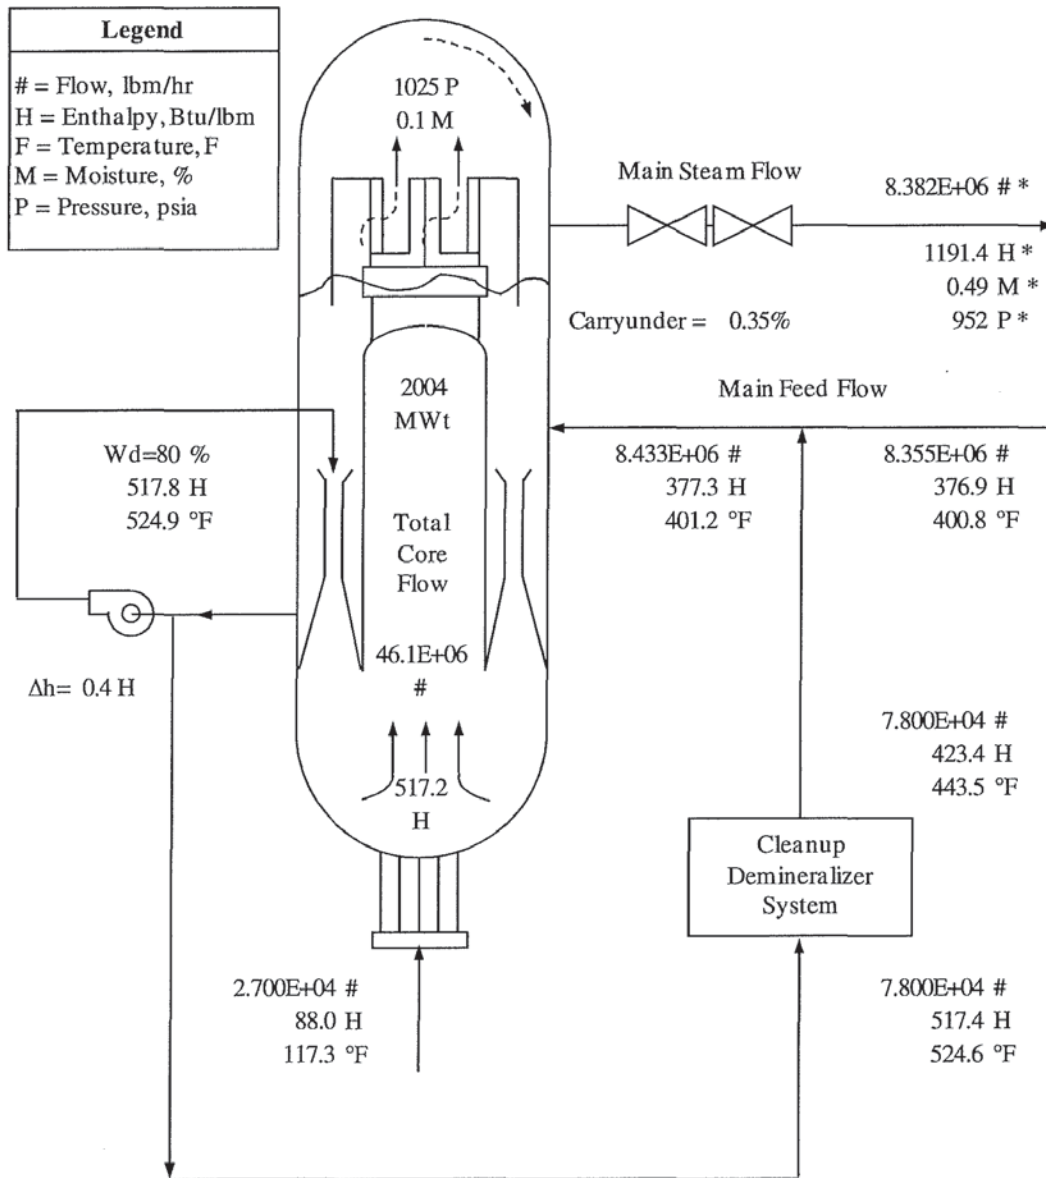 Legend
# = Flow, lbm/hr
H = Enthalpy, Btu/lbm
F = Temperature, F
M = Moisture, %
P = Pressure, psia
1025 P
0.1 M
Main Steam Flow
8.382E+06 # *
1191.4 H *
0.49 M *
952 P *
Carryunder = 0.35%
2004
MWt
Main Feed Flow
Wd=80 %
517.8 H
524.9 °F
8.433E+06 #
377.3 H
401.2 °F
8.355E+06 #
376.9 H
400.8 °F
Total
Core
Flow
46.1E+06
#
Δh= 0.4 H
517.2
H
7.800E+04 #
423.4 H
443.5 °F
Cleanup
Demineralizer
System
2.700E+04 #
88.0 H
117.3 °F
7.800E+04 #
517.4 H
524.6 °F